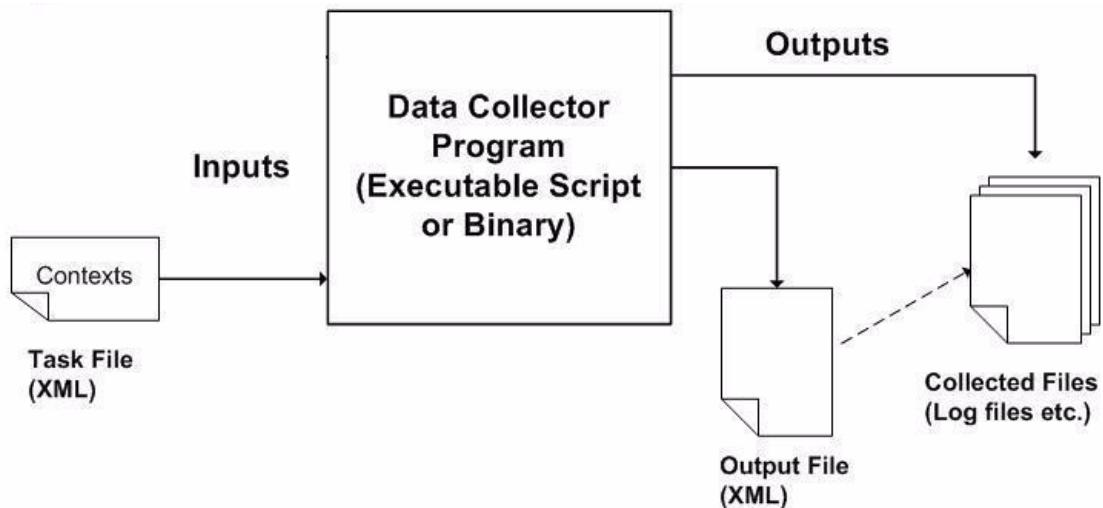 Inputs
Data Collector
Program
(Executable Script
or Binary)
Outputs
Contexts
Task File
(XML)
Output File
(XML)
Collected Files
(Log files etc.)